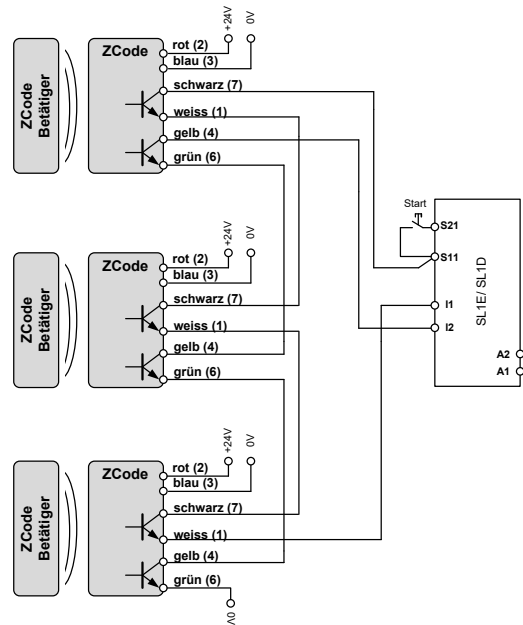 +24V
0V
ZCode
Betätiger
ZCode
rot (2)
blau (3)
schwarz (7)
weiss (1)
gelb (4)
grün (6)
+24V
0V
ZCode
Betätiger
ZCode
rot (2)
blau (3)
schwarz (7)
weiss (1)
gelb (4)
grün (6)
+24V
0V
ZCode
Betätiger
ZCode
rot (2)
blau (3)
schwarz (7)
weiss (1)
gelb (4)
grün (6)
0V
Start
S21
S11
I1
I2
SL1E/ SL1D
A2
A1